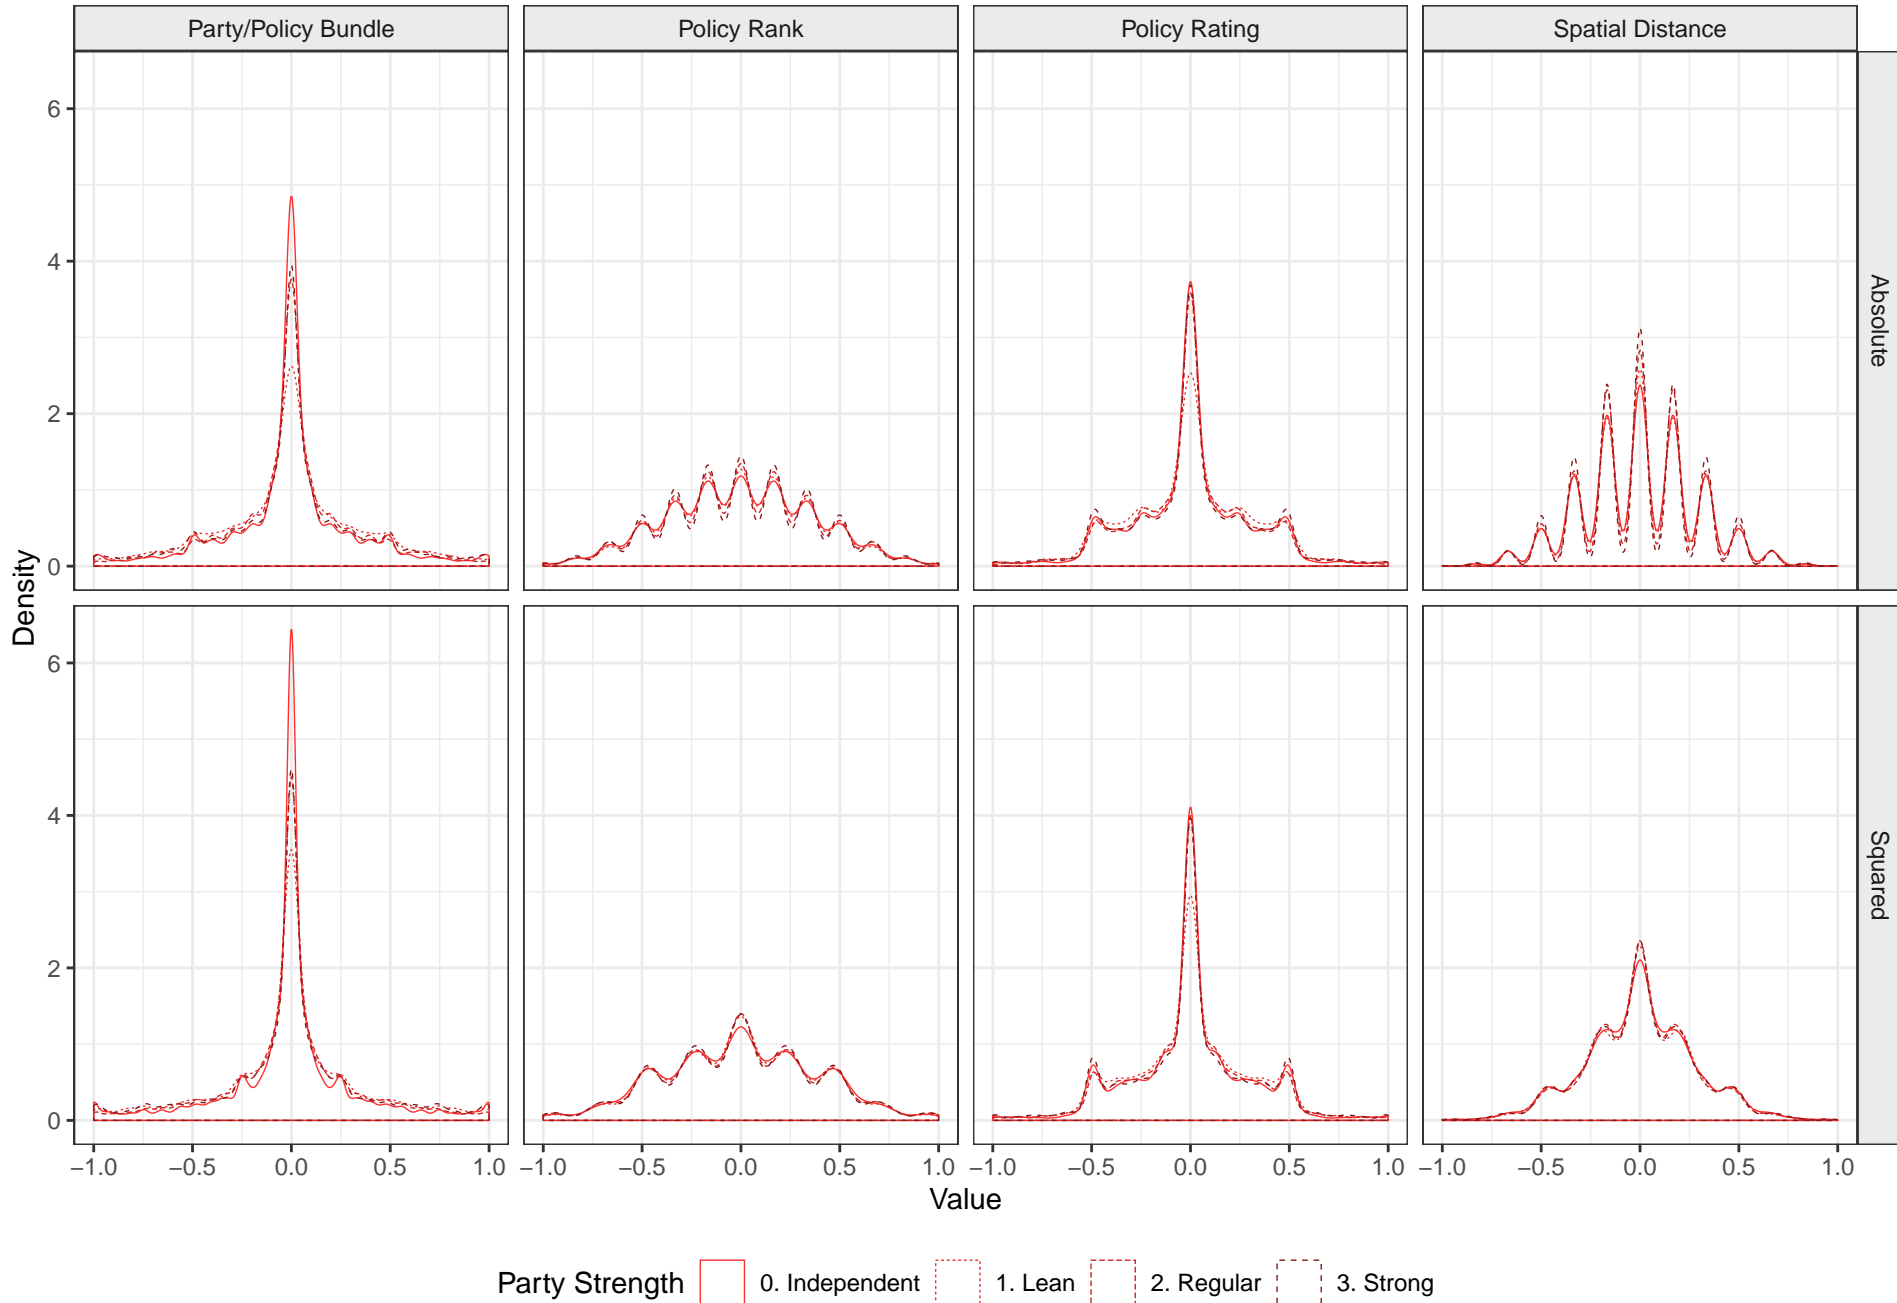 Party/Policy Bundle Policy Rank Policy Rating Spatial Distance
6
4
2
0
Absolute
6
4
2
0
Squared
Density
−1.0 −0.5 0.0 0.5 1.0 −1.0 −0.5 0.0 0.5 1.0 −1.0 −0.5 0.0 0.5 1.0 −1.0 −0.5 0.0 0.5 1.0
Value
Party Strength 0. Independent 1. Lean 2. Regular 3. Strong